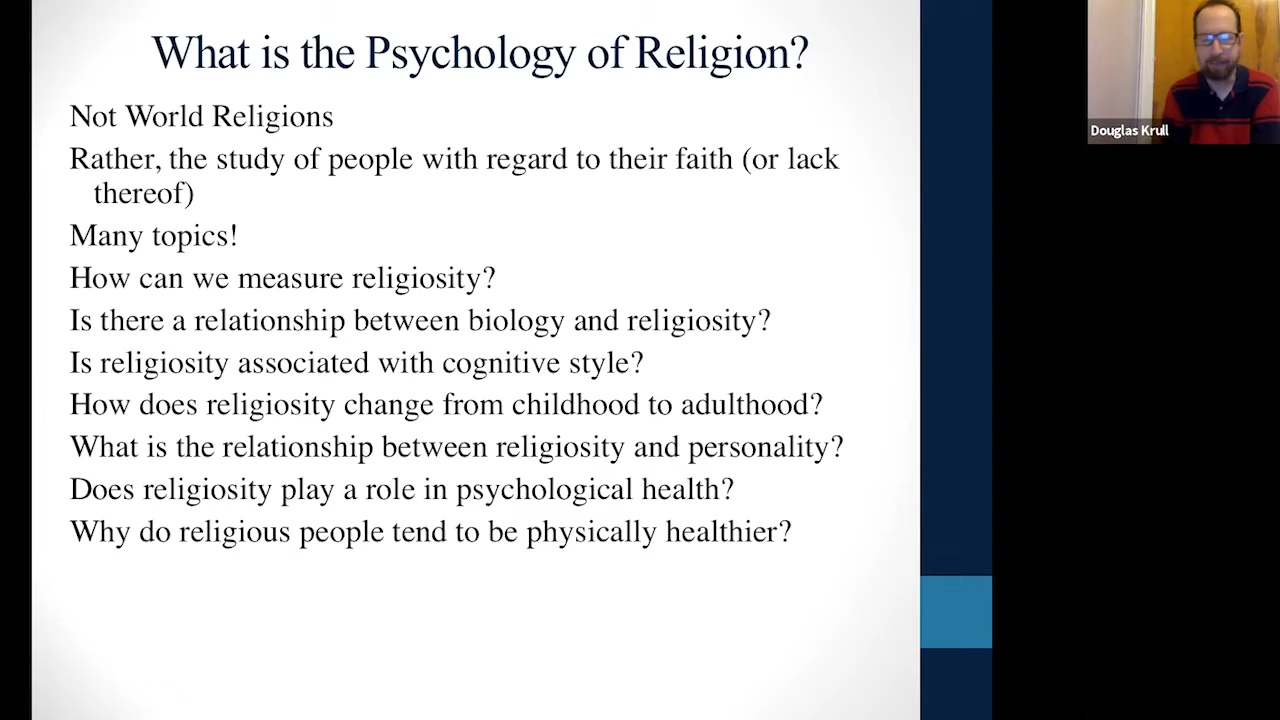 What is the Psychology of Religion?
Not World Religions
Rather, the study of people with regard to their faith (or lack
thereof)
Many topics!
How can we measure religiosity?
Is there a relationship between biology and religiosity?
Is religiosity associated with cognitive style?
How does religiosity change from childhood to adulthood?
What is the relationship between religiosity and personality?
Does religiosity play a role in psychological health?
Why do religious people tend to be physically healthier?
Douglas Krull